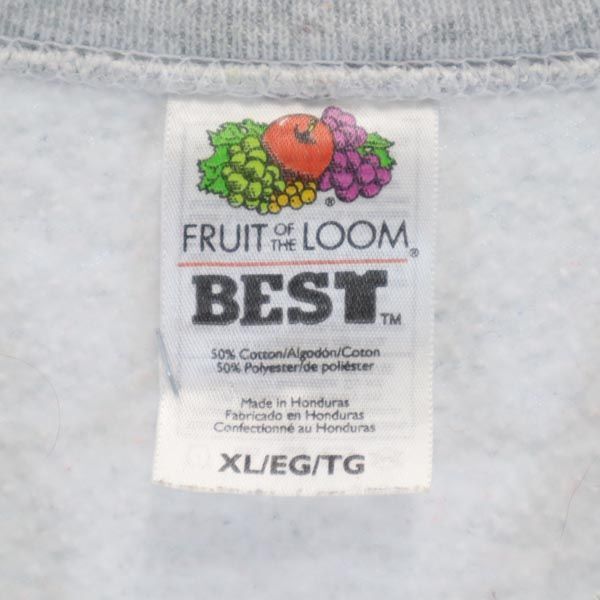 ®
FRUIT OF THE LOOM®
BEST™
50% Cotton/Algodón/Coton
50% Polyester/de poliéster
Made in Honduras
Fabricado en Honduras
Confectionné au Honduras
XL/EG/TG